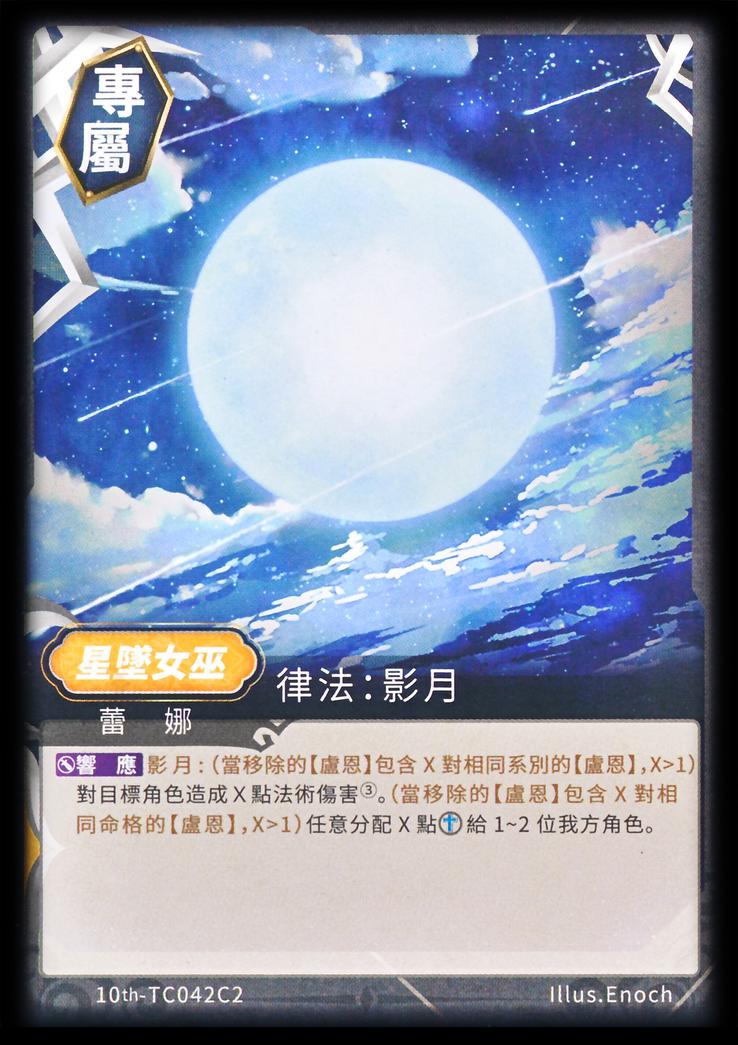 專
屬
星墜女巫
蕾 娜
律法:影月
響 應 影月:(當移除的【盧恩】包含 X 對相同系別的【盧恩】,X>1)
對目標角色造成 X 點法術傷害③。(當移除的【盧恩】包含 X 對相
同命格的【盧恩】,X>1)任意分配 X 點給 1~2 位我方角色。
10th-TC042C2
Illus.Enoch